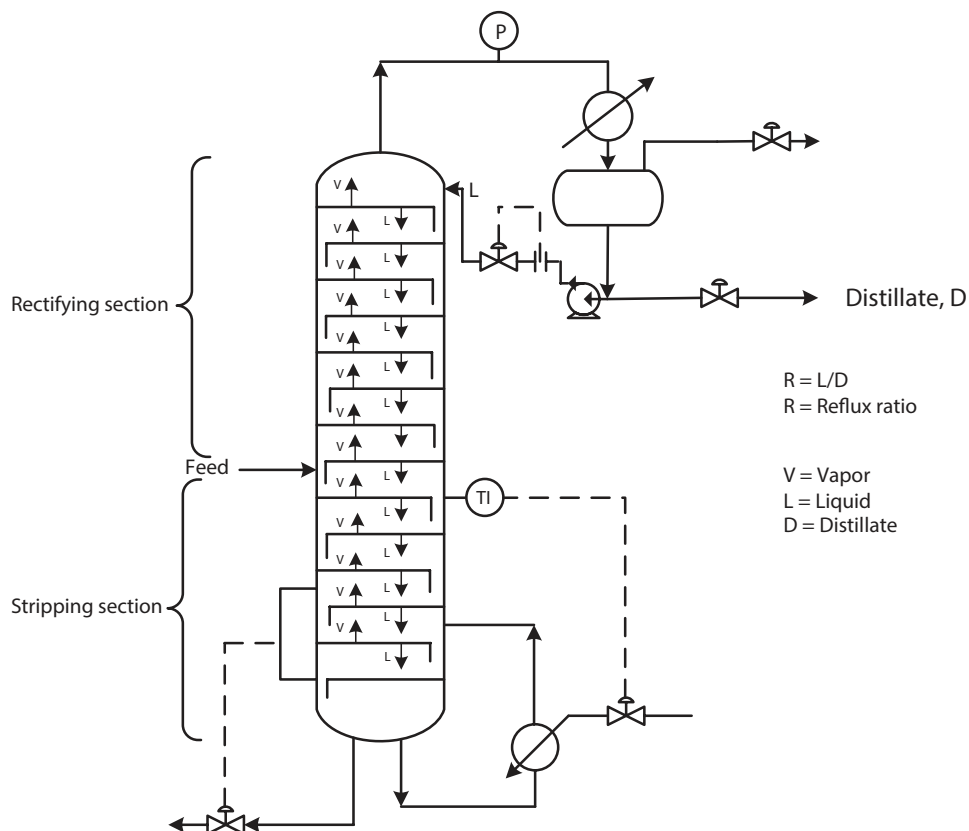 P
V
L
V L
V L
V L
Rectifying section
Distillate, D
V L
V L
R = L/D
V L
R = Reflux ratio
V L
Feed
V L
V = Vapor
TI
L = Liquid
V L
D = Distillate
V L
V L
Stripping section
V L
L